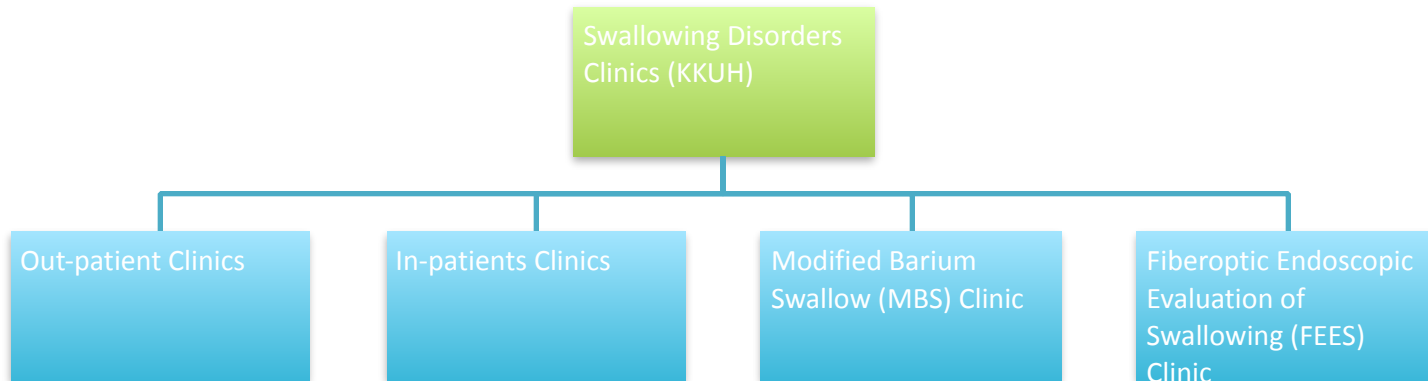 Swallowing Disorders
Clinics (KKUH)
Out-patient Clinics
In-patients Clinics
Modified Barium
Swallow (MBS) Clinic
Fiberoptic Endoscopic
Evaluation of
Swallowing (FEES)
Clinic